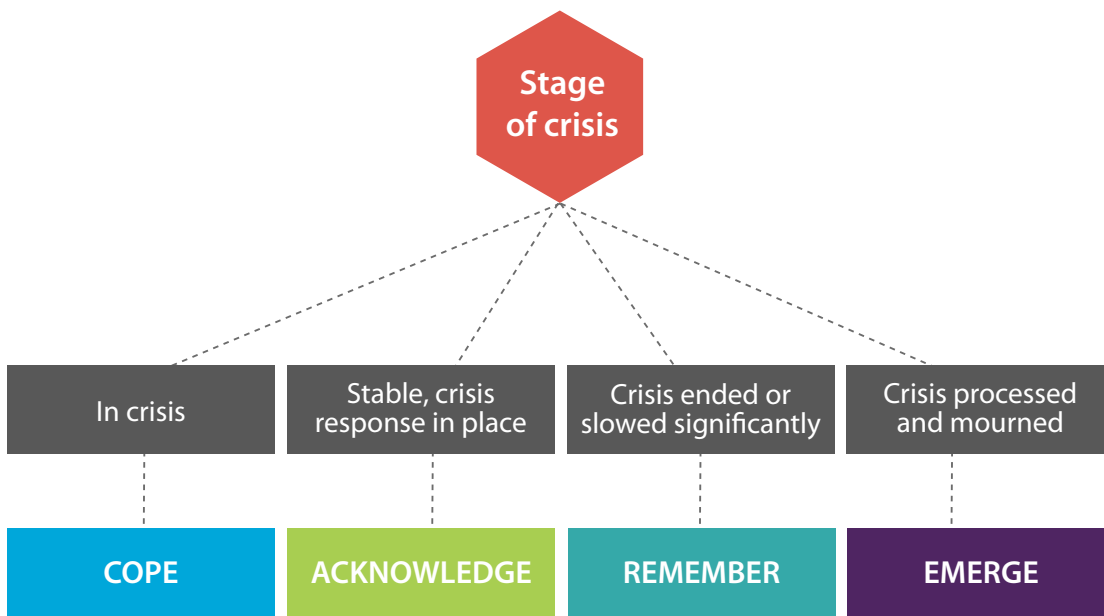 Stage
of crisis
In crisis
Stable, crisis
response in place
Crisis ended or
slowed significantly
Crisis processed
and mourned
COPE
ACKNOWLEDGE
REMEMBER
EMERGE